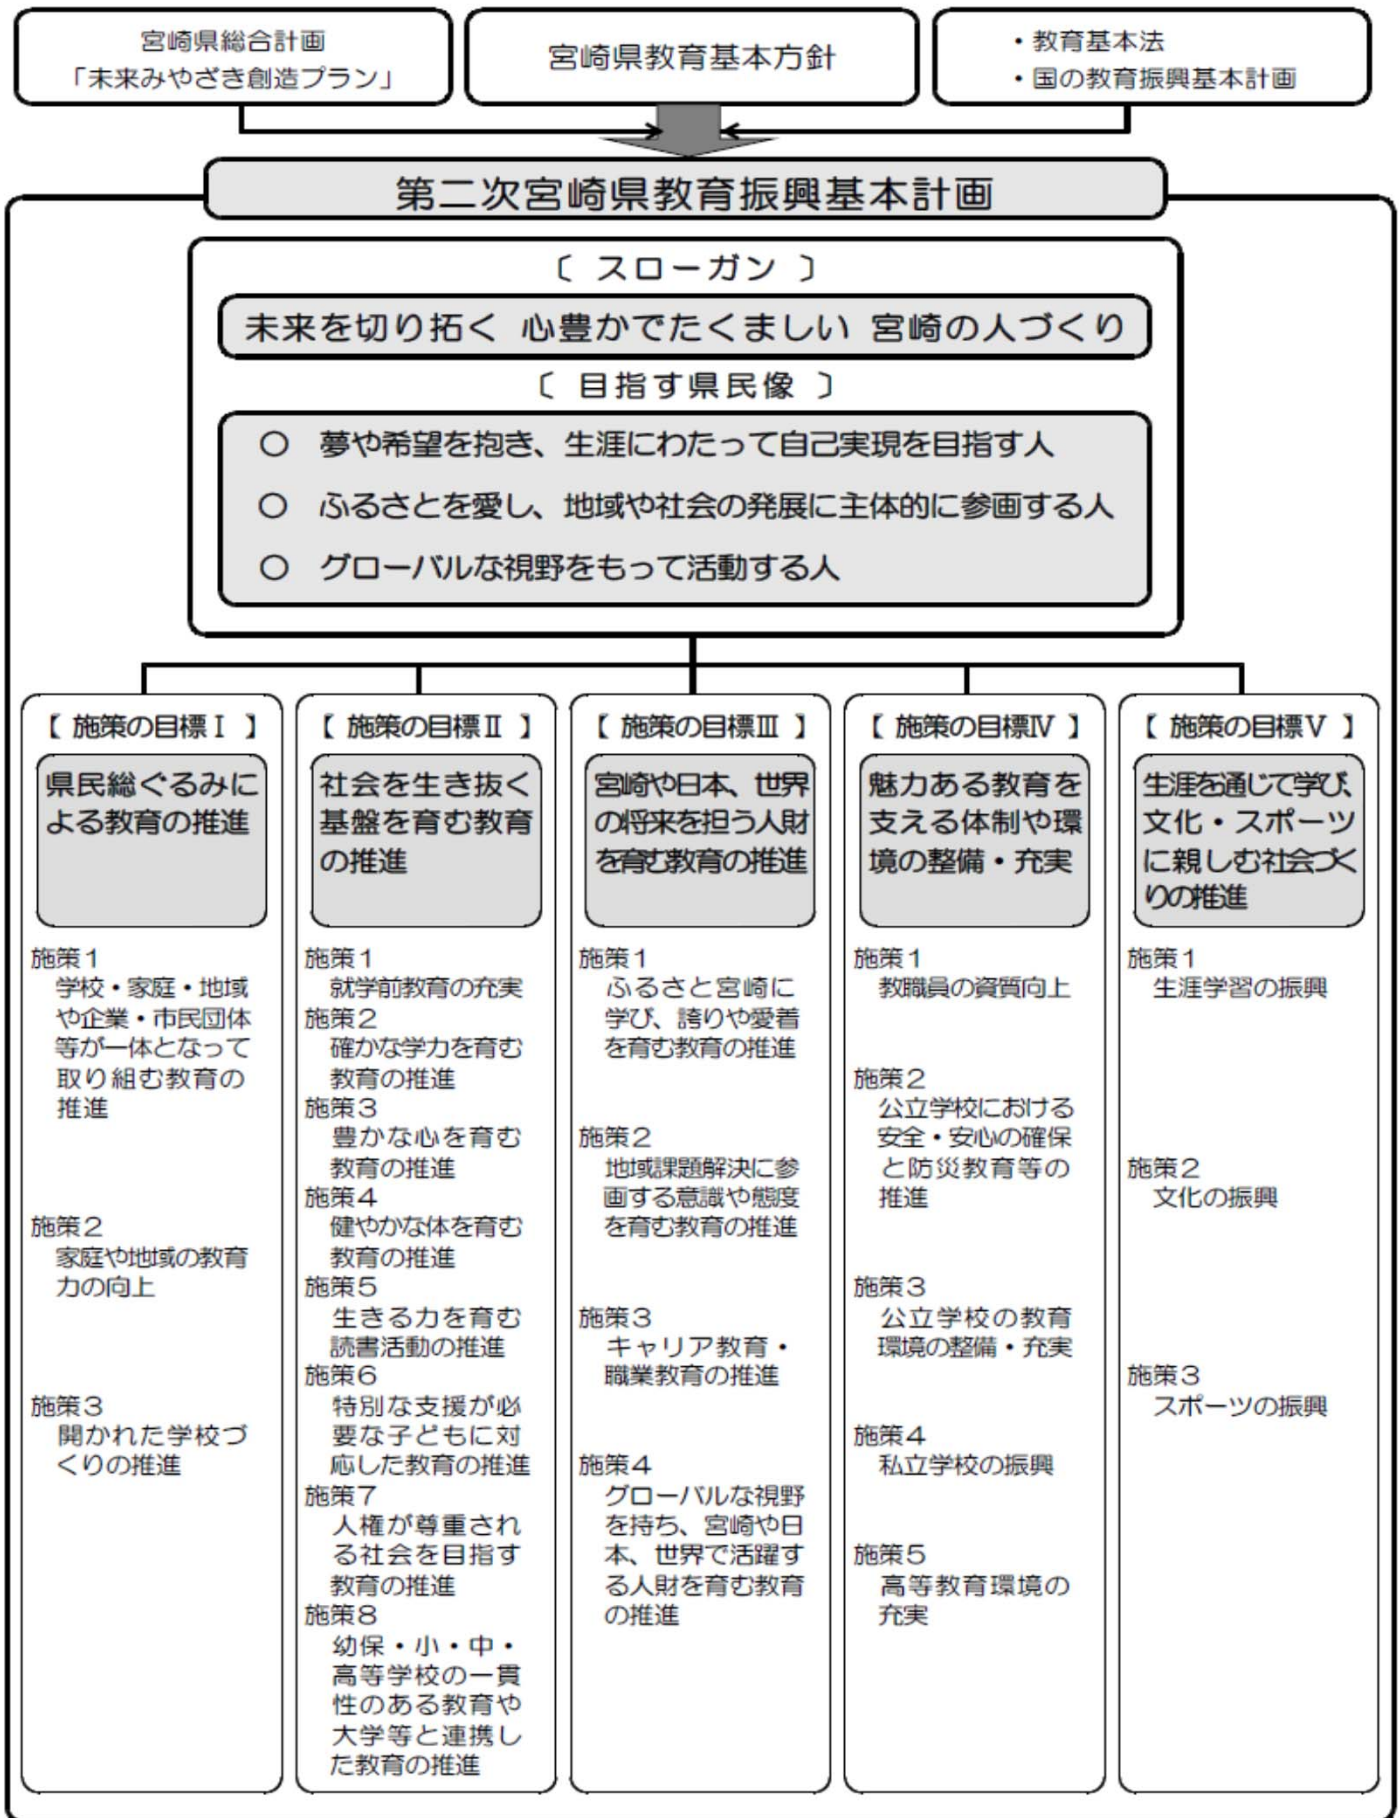 宮崎県総合計画
「未来みやざき創造プラン」
宮崎県教育基本方針
・教育基本法
・国の教育振興基本計画
第二次宮崎県教育振興基本計画
〔 スローガン 〕
未来を切り拓く 心豊かでたくましい 宮崎の人づくり
〔 目指す県民像 〕
○ 夢や希望を抱き、生涯にわたって自己実現を目指す人
○ ふるさとを愛し、地域や社会の発展に主体的に参画する人
○ グローバルな視野をもって活動する人
【 施策の目標Ⅰ 】
県民総ぐるみに
よる教育の推進
施策1
学校・家庭・地域
や企業・市民団体
等が一体となって
取り組む教育の
推進
施策2
家庭や地域の教育
力の向上
施策3
開かれた学校づ
くりの推進
【 施策の目標Ⅱ 】
社会を生き抜く
基盤を育む教育
の推進
施策1
就学前教育の充実
施策2
確かな学力を育む
教育の推進
施策3
豊かな心を育む
教育の推進
施策4
健やかな体を育む
教育の推進
施策5
生きる力を育む
読書活動の推進
施策6
特別な支援が必
要な子どもに対
応した教育の推進
施策7
人権が尊重され
る社会を目指す
教育の推進
施策8
幼保・小・中・
高等学校の一貫
性のある教育や
大学等と連携し
た教育の推進
【 施策の目標Ⅲ 】
宮崎や日本、世界
の将来を担う人財
を育む教育の推進
施策1
ふるさと宮崎に
学び、誇りや愛着
を育む教育の推進
施策2
地域課題解決に参
画する意識や態度
を育む教育の推進
施策3
キャリア教育・
職業教育の推進
施策4
グローバルな視野
を持ち、宮崎や日
本、世界で活躍す
る人財を育む教育
の推進
【 施策の目標Ⅳ 】
魅力ある教育を
支える体制や環
境の整備・充実
施策1
教職員の資質向上
施策2
公立学校における
安全・安心の確保
と防災教育等の
推進
施策3
公立学校の教育
環境の整備・充実
施策4
私立学校の振興
施策5
高等教育環境の
充実
【 施策の目標Ⅴ 】
生涯を通じて学び、
文化・スポーツ
に親しむ社会づく
りの推進
施策1
生涯学習の振興
施策2
文化の振興
施策3
スポーツの振興